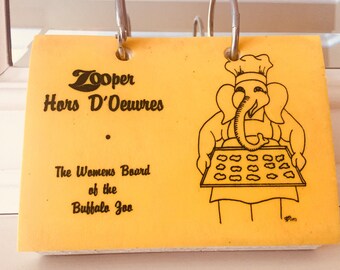 Zooper
Hors D'Oeuvres
•
The Womens Board
of the
Buffalo Zoo